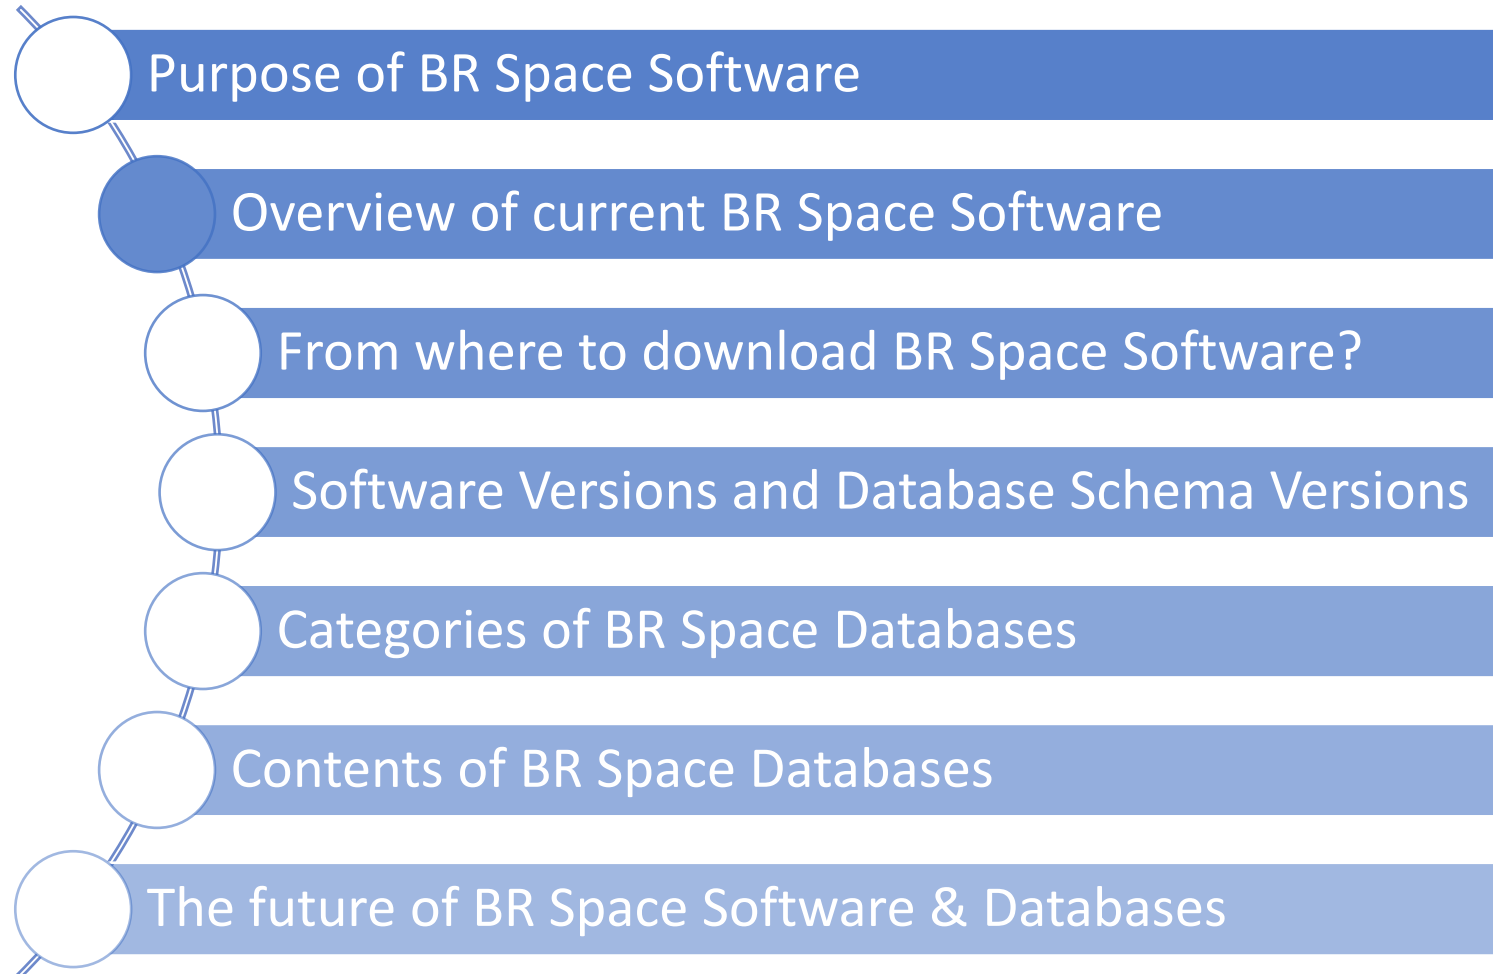 Purpose of BR Space Software
Overview of current BR Space Software
From where to download BR Space Software?
Software Versions and Database Schema Versions
Categories of BR Space Databases
Contents of BR Space Databases
The future of BR Space Software & Databases